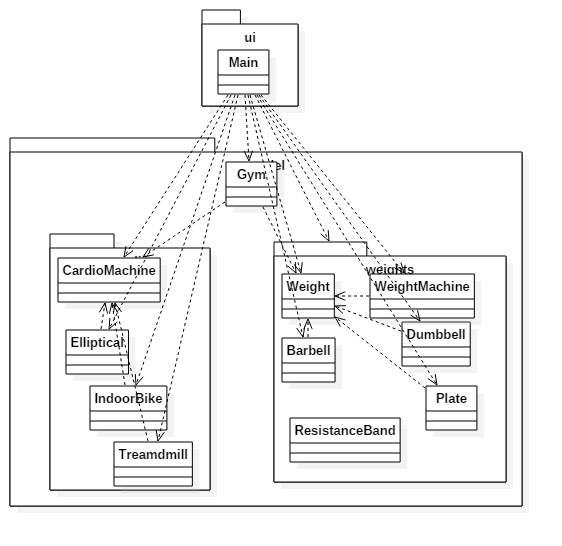 ui
Main
el
Gym
CardioMachine
weights
Weight
WeightMachine
Elliptical
Dumbbell
Barbell
IndoorBike
Plate
ResistanceBand
Treamdmill